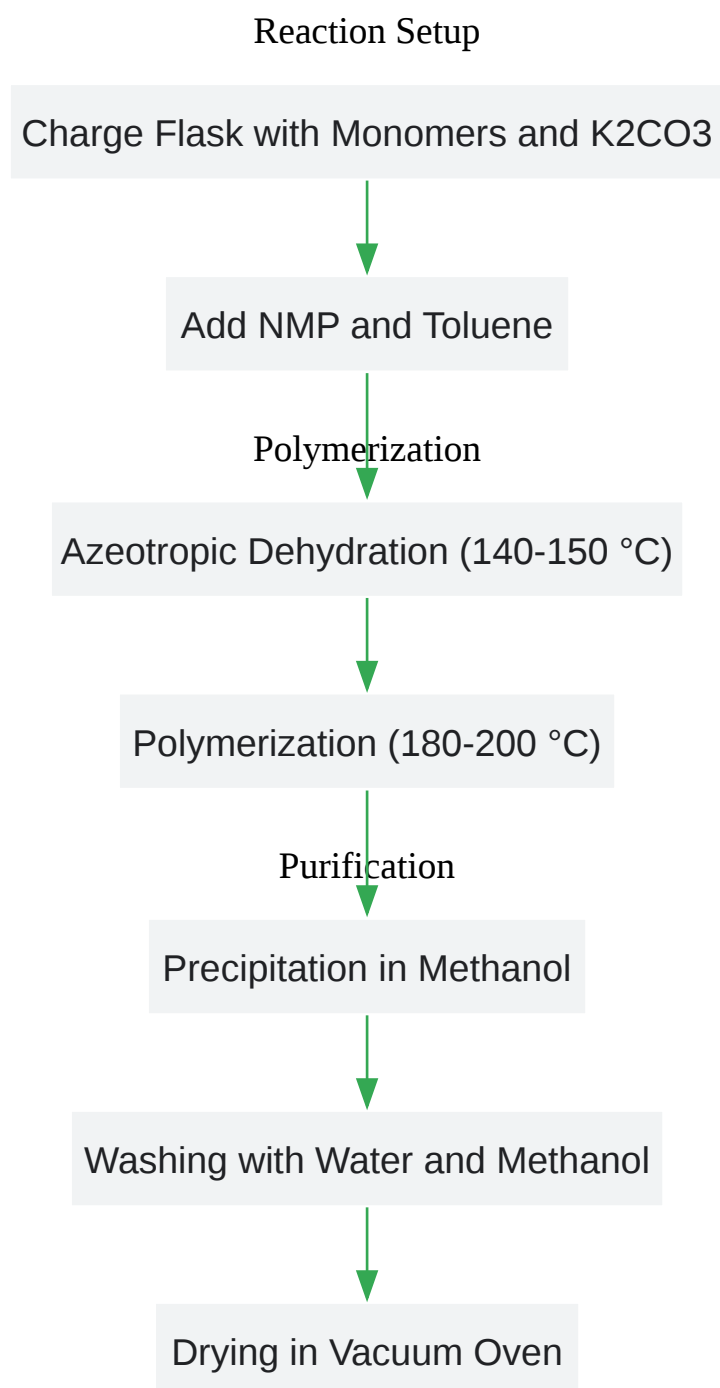 Reaction Setup
Charge Flask with Monomers and K2CO3
Add NMP and Toluene
Polymerization
Azeotropic Dehydration (140-150 °C)
Polymerization (180-200 °C)
Purification
Precipitation in Methanol
Washing with Water and Methanol
Drying in Vacuum Oven